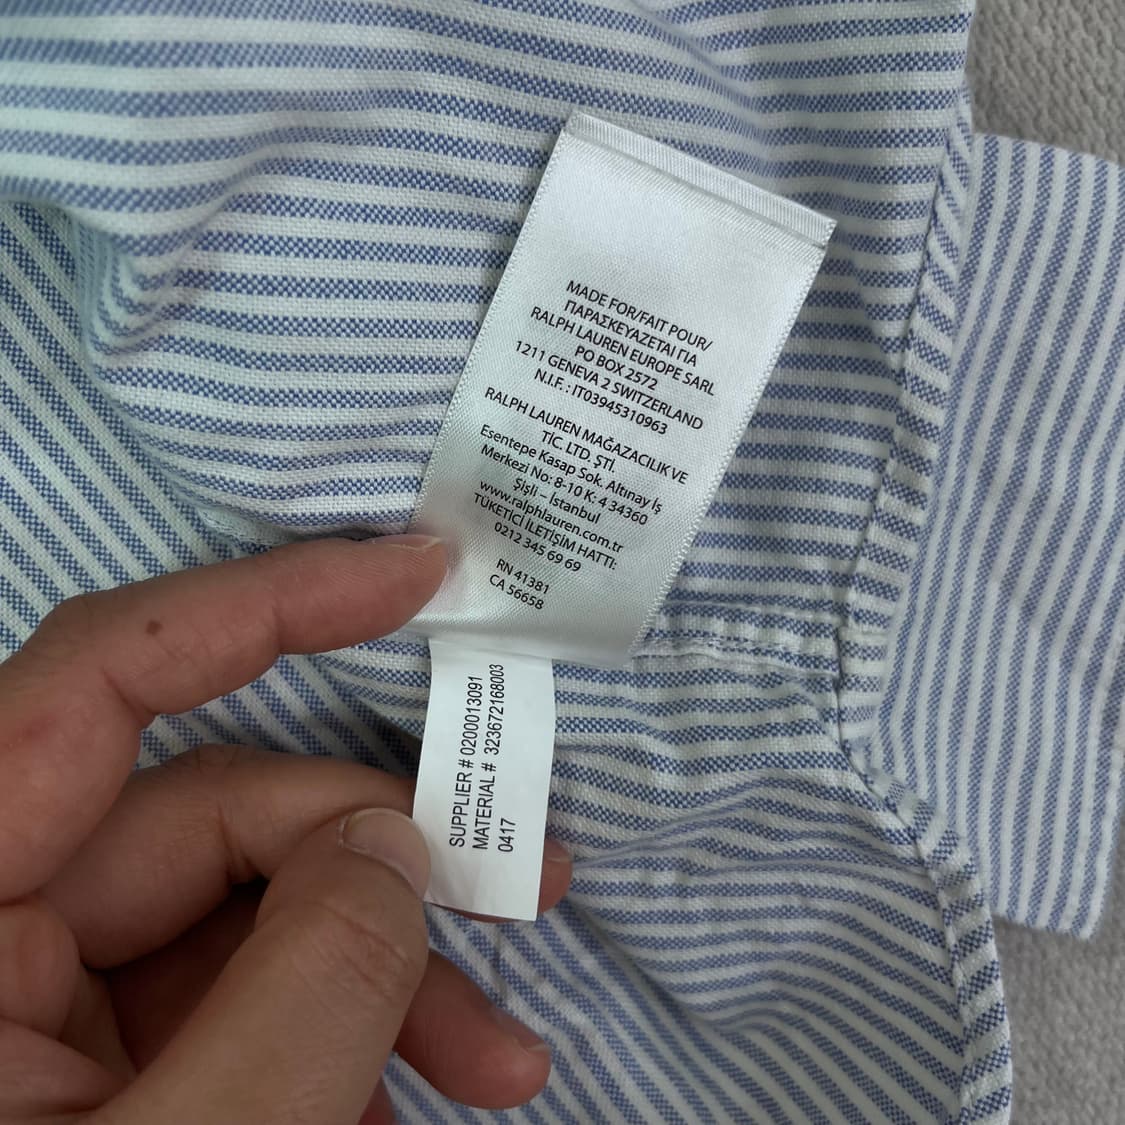 MADE FOR/FAIT POUR/
ΠΑΡΑΣΚΕΥΑΖΕΤΑΙ ΓΙΑ
RALPH LAUREN EUROPE SARL
PO BOX 2572
1211 GENEVA 2 SWITZERLAND
N.I.F. : IT03945310963
RALPH LAUREN MAĞAZACILIK VE
TİC. LTD. ŞTİ.
Esentepe Kasap Sok. Altınay İş
Merkezi No: 8-10 K: 4 34360
Şişli – İstanbul
www.ralphlauren.com.tr
TÜKETİCİ İLETİŞİM HATTI:
0212 345 69 69
RN 41381
CA 56658
SUPPLIER # 0200013091
MATERIAL # 323672168003
0417